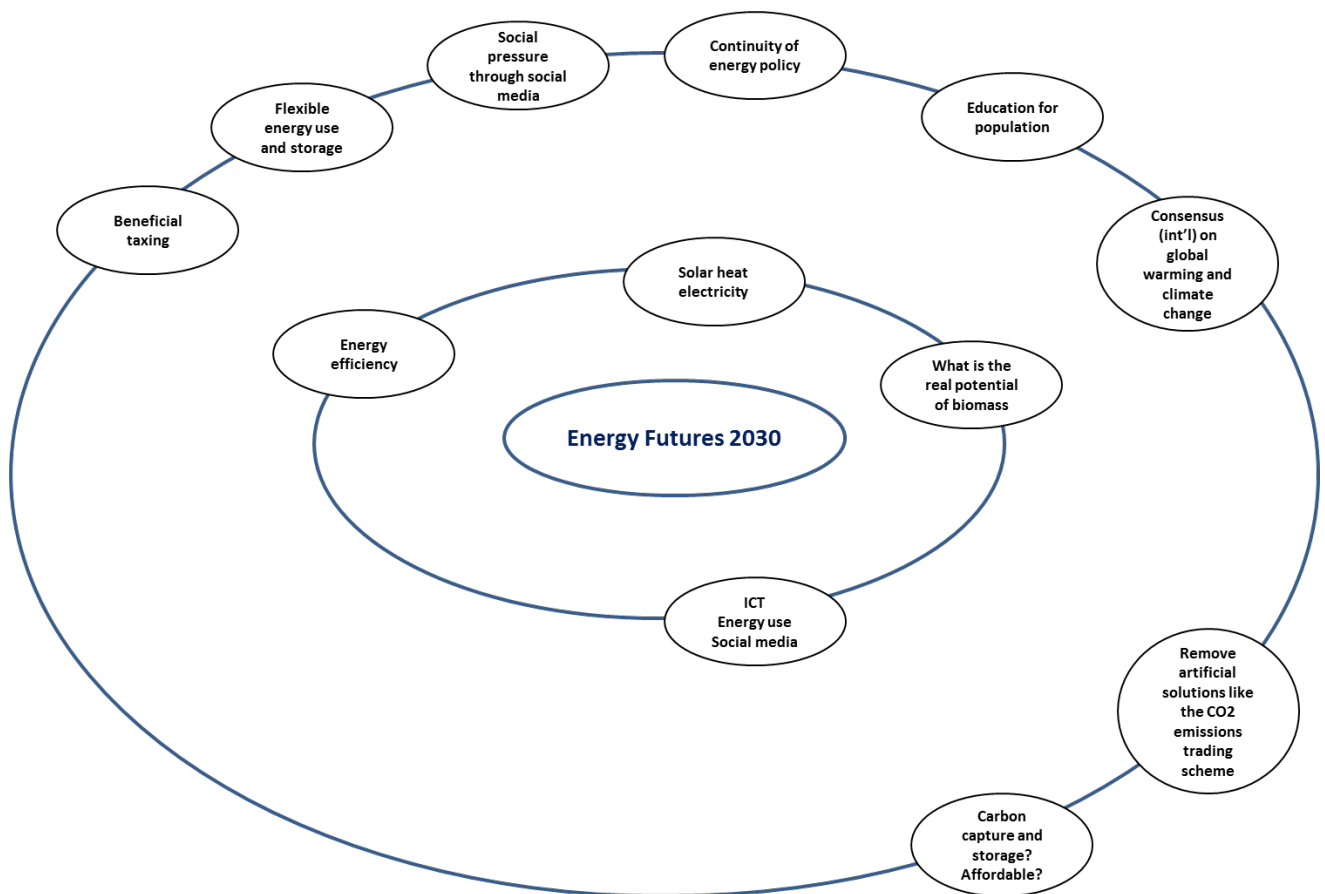 Social
pressure
through social
media
Continuity of
energy policy
Flexible
energy use
and storage
Education for
population
Beneficial
taxing
Consensus
(int'l) on
global
warming and
climate
change
Solar heat
electricity
Energy
efficiency
What is the
real potential
of biomass
Energy Futures 2030
ICT
Energy use
Social media
Remove
artificial
solutions like
the CO2
emissions
trading
scheme
Carbon
capture and
storage?
Affordable?